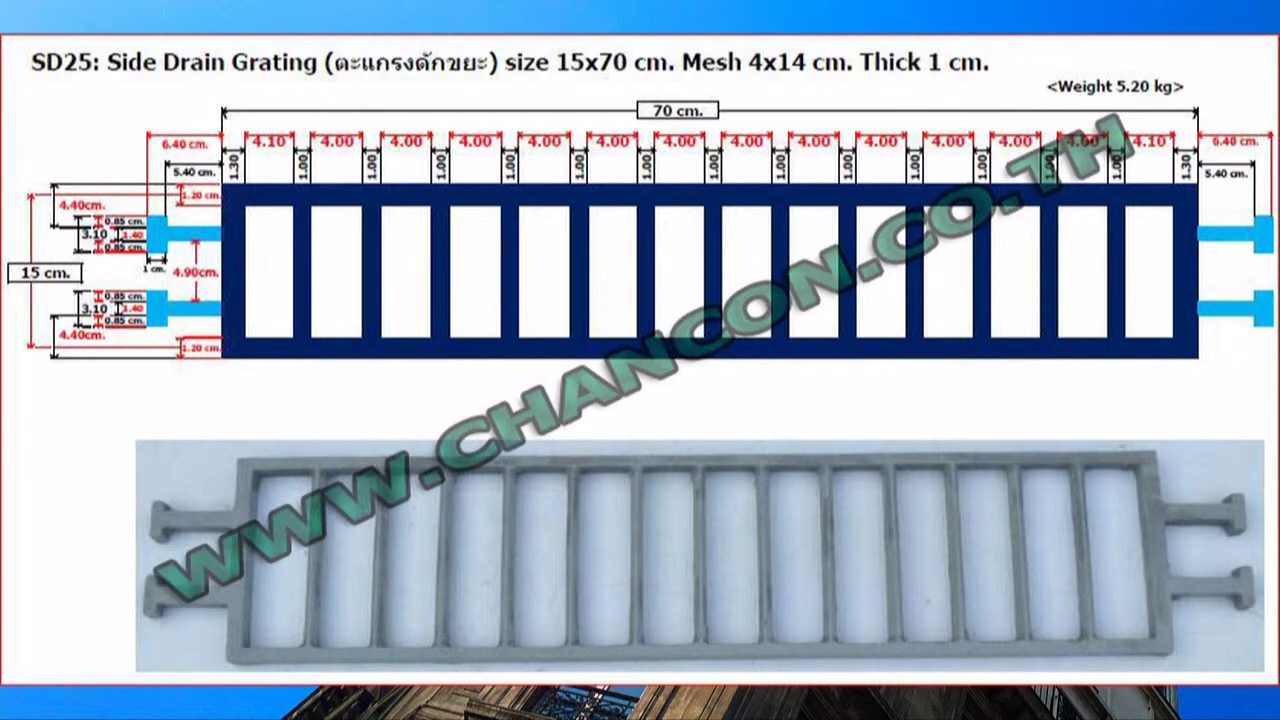 SD25: Side Drain Grating (ตะแกรงดักขยะ) size 15x70 cm. Mesh 4x14 cm. Thick 1 cm.
<Weight 5.20 kg>
70 cm.
6.40 cm. 4.10 4.00 4.00 4.00 4.00 4.00 4.00 4.00 4.00 4.00 4.00 4.00 4.00 4.10 6.40 cm.
5.40 cm. 1.30 1.00 1.00 1.00 1.00 1.00 1.00 1.00 1.00 1.00 1.00 1.00 1.00 1.00 1.30 5.40 cm.
1.20 cm.
4.40cm.
0.85 cm.
3.10 1.40
0.85 cm.
1 cm.
15 cm. 4.90cm.
0.85 cm.
3.10 1.40
0.85 cm.
4.40cm.
1.20 cm.
WWW.CHANCON.CO.TH